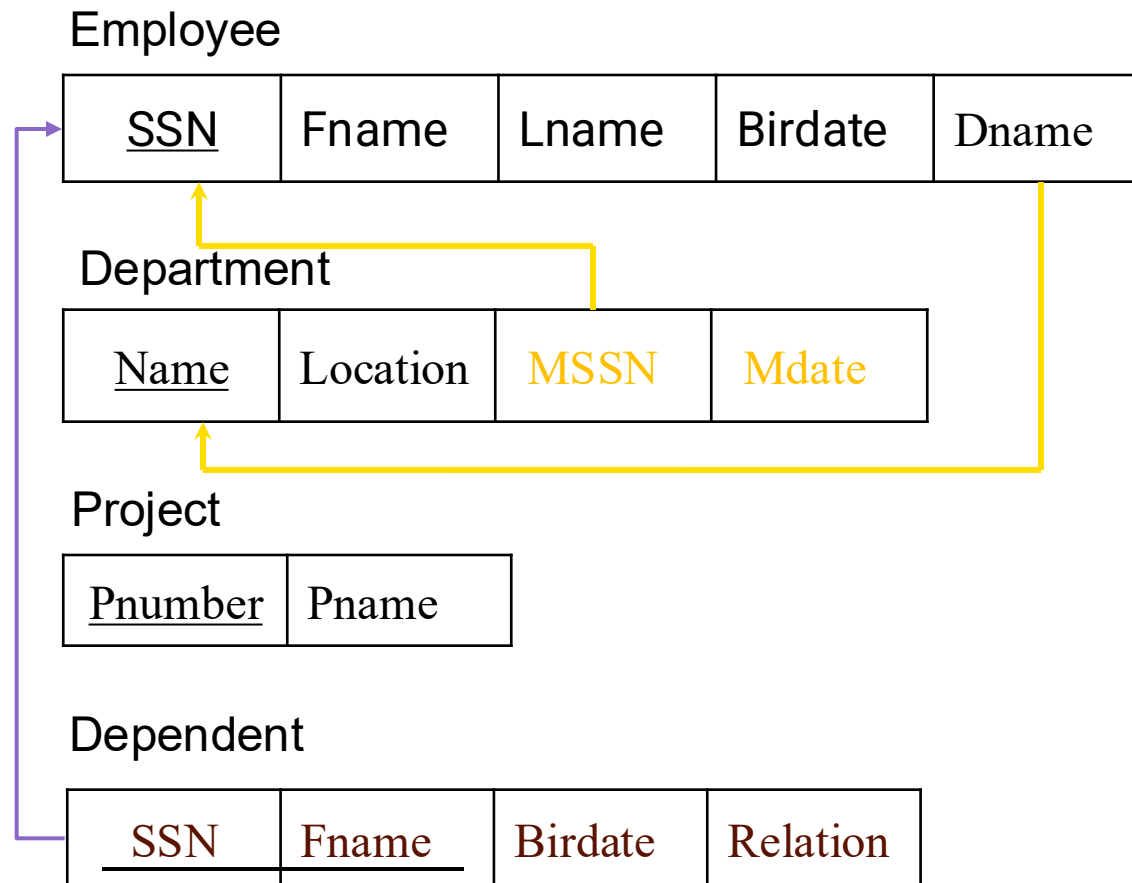 Employee
SSN Fname Lname Birdate Dname
Department
Name Location MSSN Mdate
Project
Pnumber Pname
Dependent
SSN Fname Birdate Relation